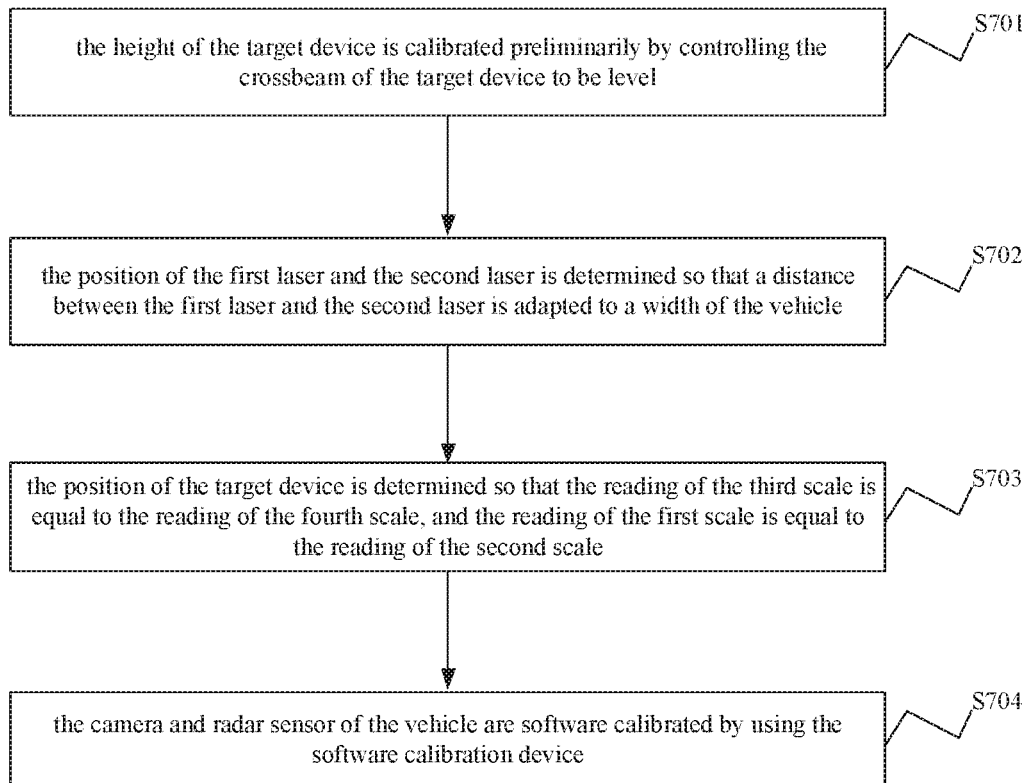 the height of the target device is calibrated preliminarily by controlling the
crossbeam of the target device to be level
S701
the position of the first laser and the second laser is determined so that a distance
between the first laser and the second laser is adapted to a width of the vehicle
S702
the position of the target device is determined so that the reading of the third scale is
equal to the reading of the fourth scale, and the reading of the first scale is equal to
the reading of the second scale
S703
the camera and radar sensor of the vehicle are software calibrated by using the
software calibration device
S704